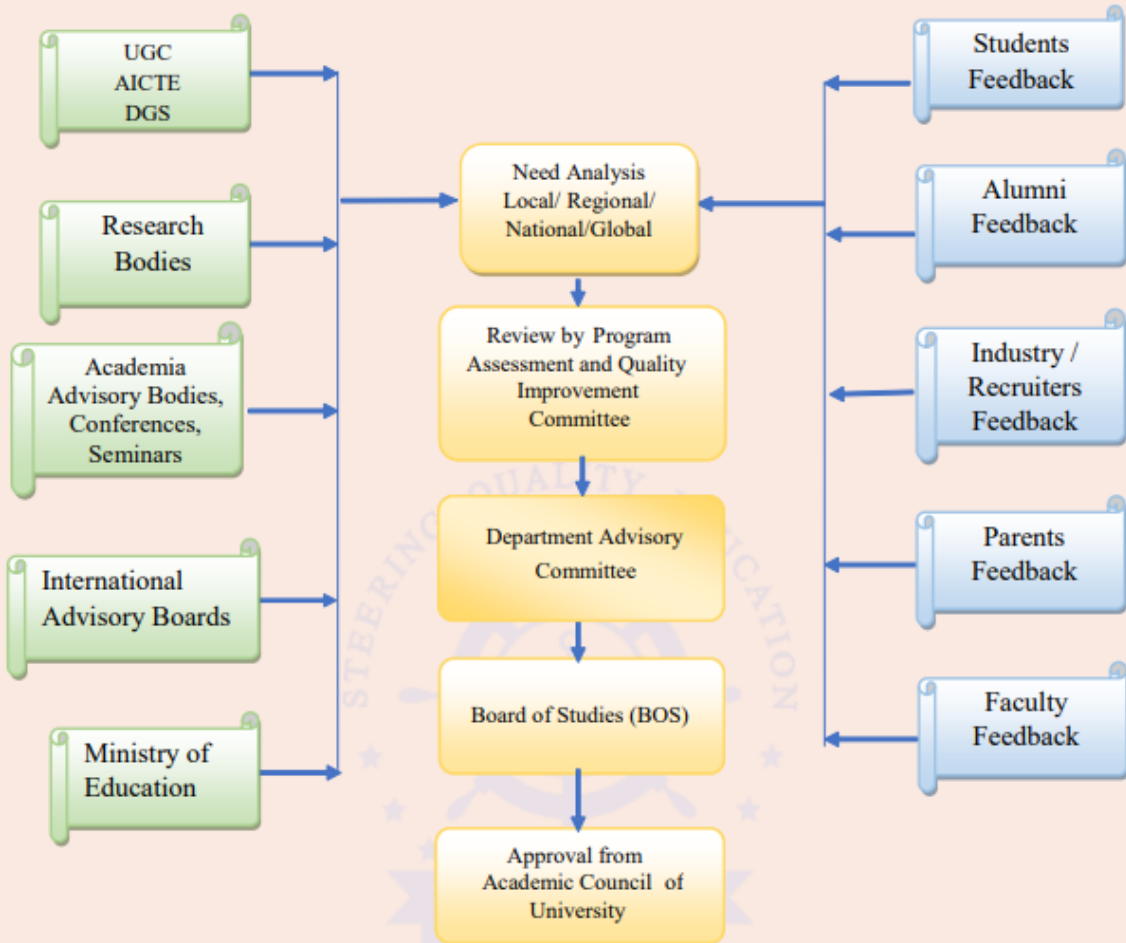 UGC
AICTE
DGS
Research
Bodies
Academia
Advisory Bodies,
Conferences,
Seminars
International
Advisory Boards
Ministry of
Education
Need Analysis
Local/ Regional/
National/Global
Review by Program
Assessment and Quality
Improvement
Committee
Department Advisory
Committee
Board of Studies (BOS)
Approval from
Academic Council of
University
Students
Feedback
Alumni
Feedback
Industry /
Recruiters
Feedback
Parents
Feedback
Faculty
Feedback
STEERING QUALITY